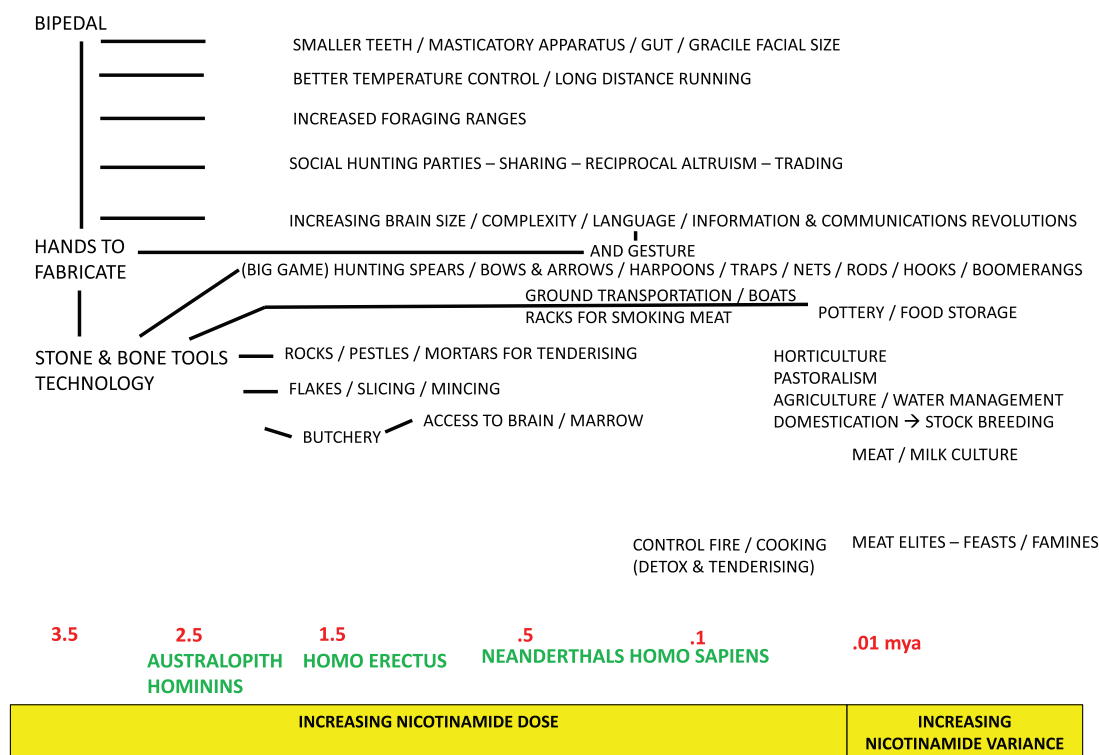 BIPEDAL
SMALLER TEETH / MASTICATORY APPARATUS / GUT / GRACILE FACIAL SIZE
BETTER TEMPERATURE CONTROL / LONG DISTANCE RUNNING
INCREASED FORAGING RANGES
SOCIAL HUNTING PARTIES – SHARING – RECIPROCAL ALTRUISM – TRADING
INCREASING BRAIN SIZE / COMPLEXITY / LANGUAGE / INFORMATION & COMMUNICATIONS REVOLUTIONS
HANDS TO
FABRICATE
AND GESTURE
(BIG GAME) HUNTING SPEARS / BOWS & ARROWS / HARPOONS / TRAPS / NETS / RODS / HOOKS / BOOMERANGS
GROUND TRANSPORTATION / BOATS
RACKS FOR SMOKING MEAT
POTTERY / FOOD STORAGE
STONE & BONE TOOLS
TECHNOLOGY
ROCKS / PESTLES / MORTARS FOR TENDERISING
FLAKES / SLICING / MINCING
BUTCHERY
ACCESS TO BRAIN / MARROW
HORTICULTURE
PASTORALISM
AGRICULTURE / WATER MANAGEMENT
DOMESTICATION → STOCK BREEDING
MEAT / MILK CULTURE
CONTROL FIRE / COOKING
(DETOX & TENDERISING)
MEAT ELITES – FEASTS / FAMINES
3.5
2.5
1.5
.5
.1
.01 mya
AUSTRALOPITH
HOMININS
HOMO ERECTUS
NEANDERTHALS HOMO SAPIENS
INCREASING NICOTINAMIDE DOSE
INCREASING
NICOTINAMIDE VARIANCE